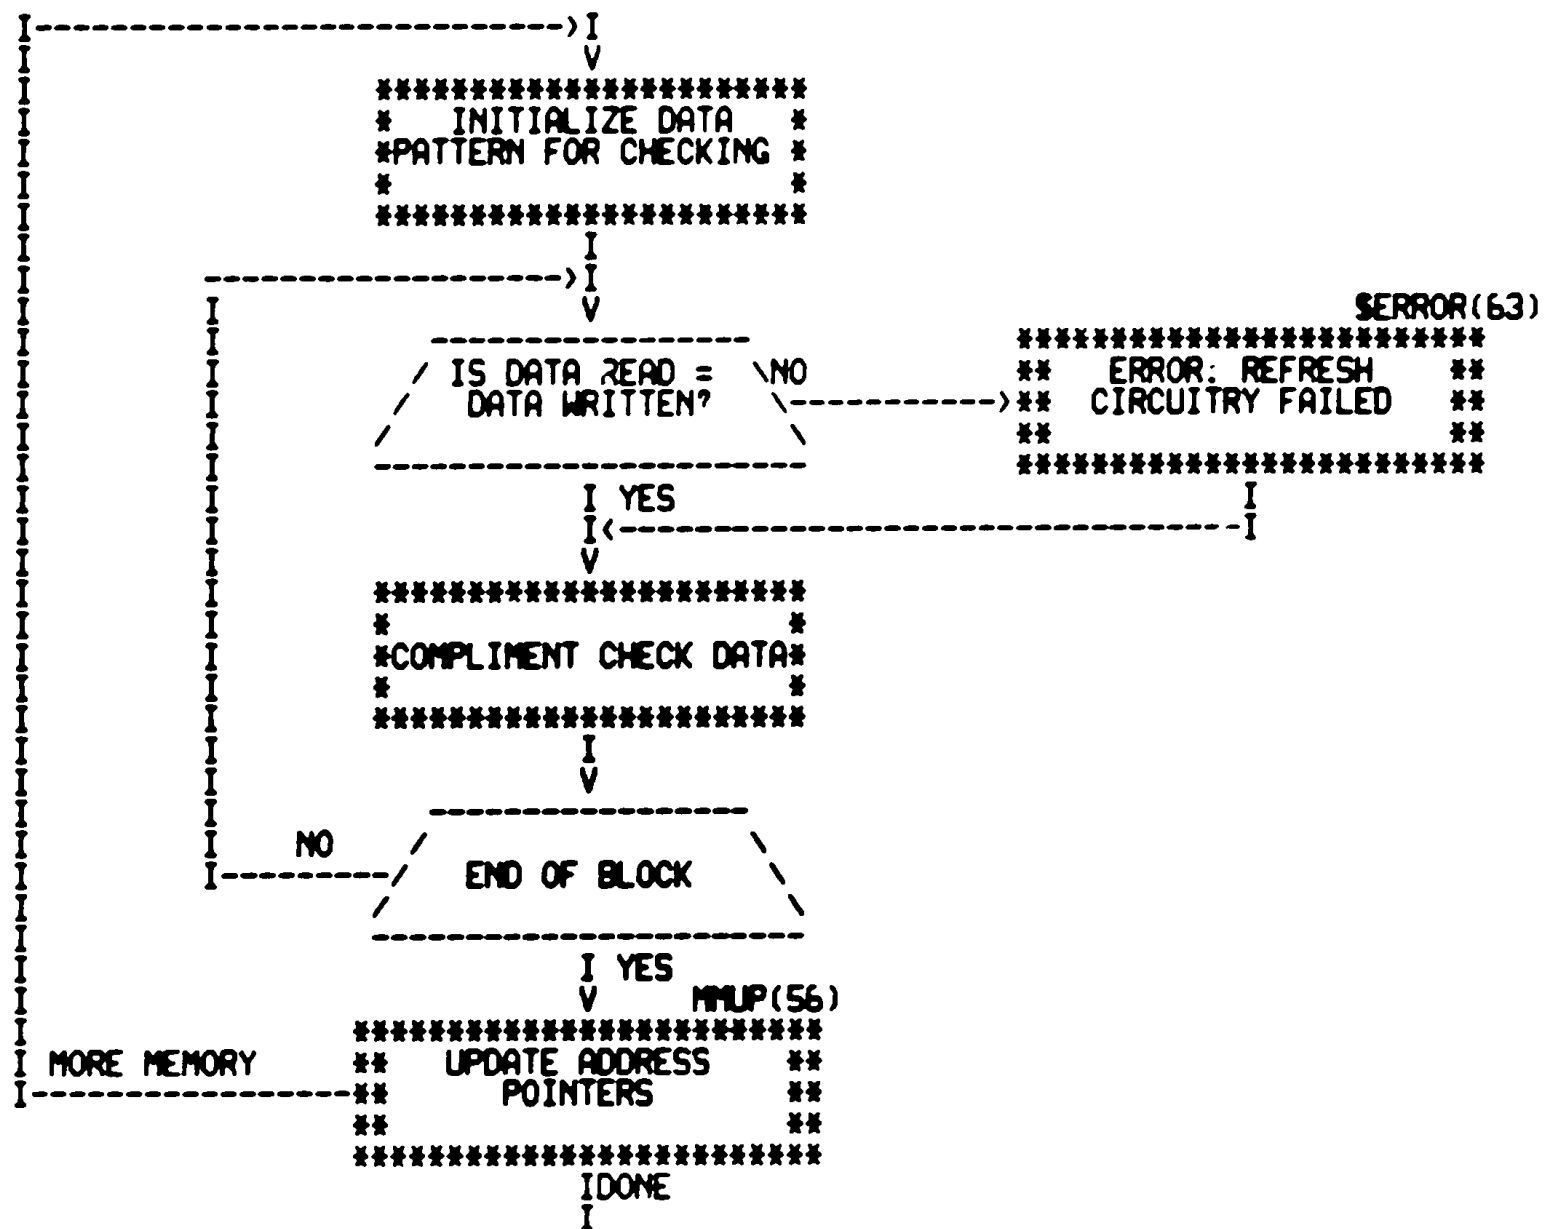 INITIALIZE DATA
PATTERN FOR CHECKING
$ERROR(63)
IS DATA READ =
DATA WRITTEN?
NO
ERROR: REFRESH
CIRCUITRY FAILED
YES
COMPLIMENT CHECK DATA
NO
END OF BLOCK
YES
MMUP(56)
MORE MEMORY
UPDATE ADDRESS
POINTERS
DONE